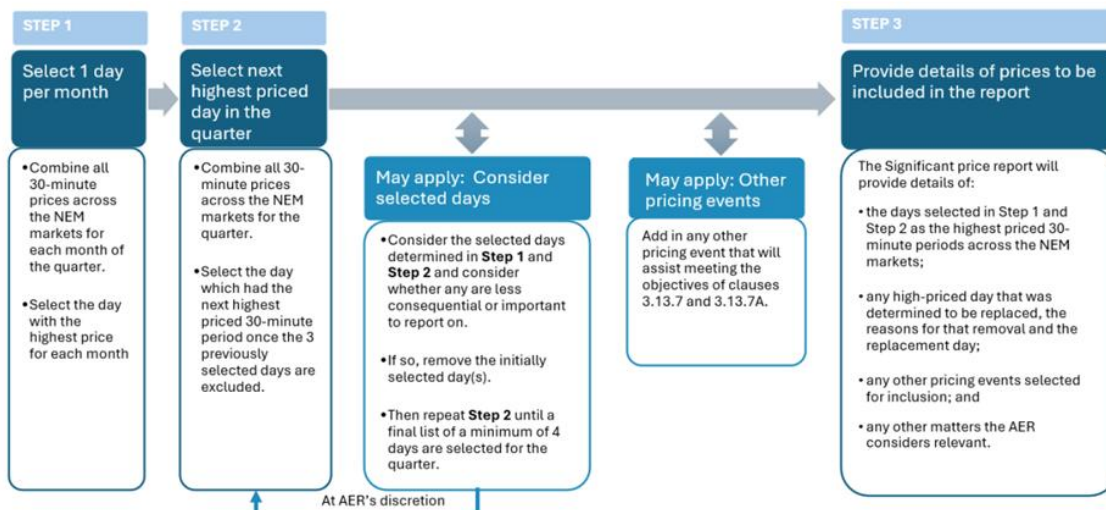 STEP 1
Select 1 day
per month
•Combine all
30-minute
prices across
the NEM
markets for
each month of
the quarter.
•Select the day
with the
highest price
for each month
STEP 2
Select next
highest priced
day in the
quarter
•Combine all 30-
minute prices
across the NEM
markets for the
quarter.
•Select the day
which had the
next highest
priced 30-minute
period once the 3
previously
selected days are
excluded.
May apply: Consider
selected days
•Consider the selected days
determined in Step 1 and
Step 2 and consider
whether any are less
consequential or important
to report on.
•If so, remove the initially
selected day(s).
•Then repeat Step 2 until a
final list of a minimum of 4
days are selected for the
quarter.
At AER's discretion
May apply: Other
pricing events
Add in any other
pricing event that will
assist meeting the
objectives of clauses
3.13.7 and 3.13.7A.
STEP 3
Provide details of prices to be
included in the report
The Significant price report will
provide details of:
•the days selected in Step 1 and
Step 2 as the highest priced 30-
minute periods across the NEM
markets;
•any high-priced day that was
determined to be replaced, the
reasons for that removal and the
replacement day;
•any other pricing events selected
for inclusion; and
•any other matters the AER
considers relevant.